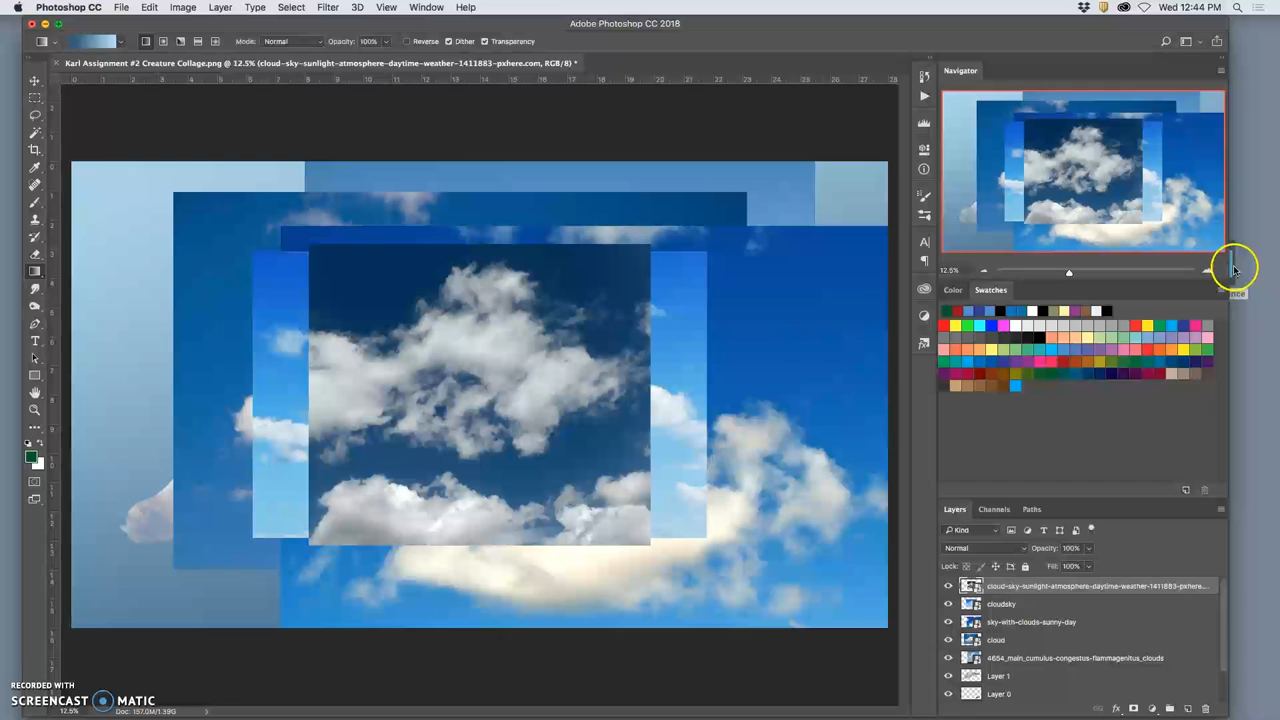 Photoshop CC File Edit Image Layer Type Select Filter 3D View Window Help Wed 12:44 PM
Adobe Photoshop CC 2018
Mode: Normal Opacity: 100% Reverse Dither Transparency
Karl Assignment #2 Creature Collage.png @ 12.5% (cloud-sky-sunlight-atmosphere-daytime-weather-1411883-pxhere.com, RGB/8) *
Navigator
12.5%
Color Swatches
Layers Channels Paths
Kind
Normal Opacity: 100%
Lock: Fill: 100%
cloud-sky-sunlight-atmosphere-daytime-weather-1411883-pxhere....
cloudsky
sky-with-clouds-sunny-day
cloud
4654_main_cumulus-congestus-flammagenitus_clouds
Layer 1
Layer 0
RECORDED WITH
SCREENCAST MATIC
12.5% Doc: 157.0M/1.39G